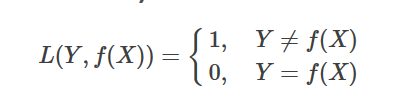 L(Y, f(X)) = { 1, Y ≠ f(X)
0, Y = f(X)